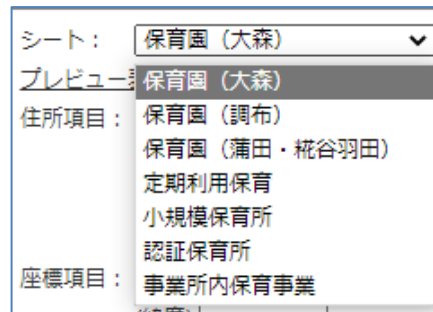 シート： 保育園（大森）
プレビュー
保育園（大森）
住所項目： 保育園（調布）
保育園（蒲田・糀谷羽田）
定期利用保育
小規模保育所
認証保育所
座標項目： 事業所内保育事業